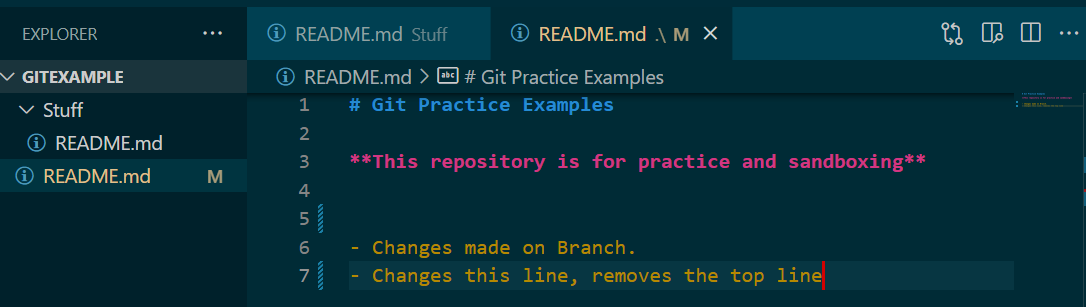 EXPLORER ···
README.md Stuff README.md .\ M
GITEXAMPLE
README.md > # Git Practice Examples
Stuff
README.md
README.md M
1 # Git Practice Examples
2
3 **This repository is for practice and sandboxing**
4
5
6 - Changes made on Branch.
7 - Changes this line, removes the top line